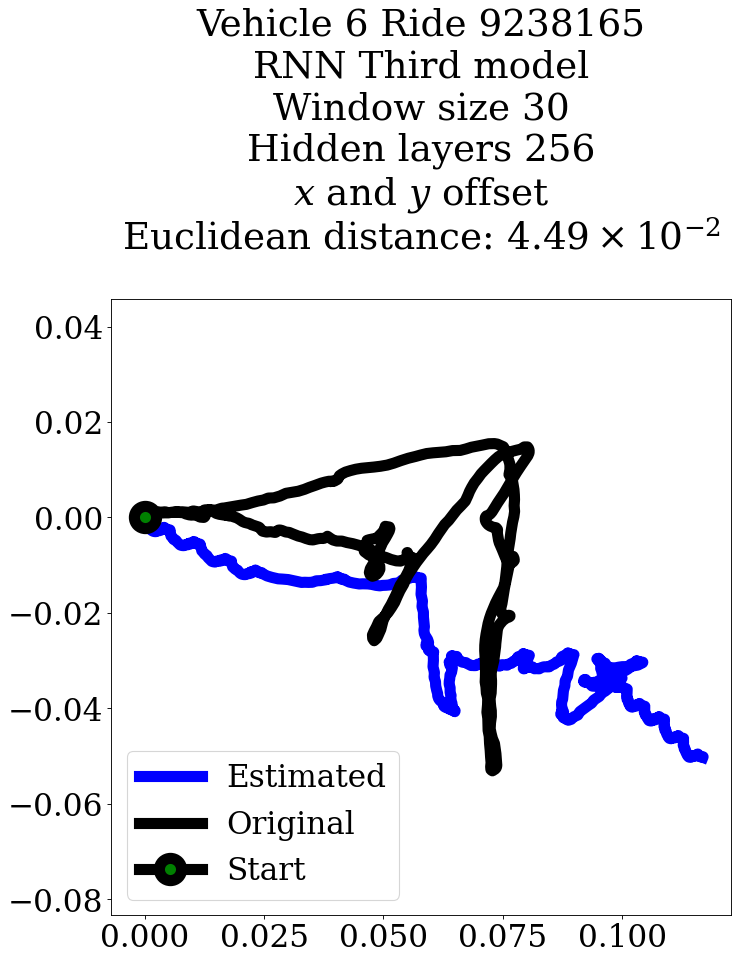 Vehicle 6 Ride 9238165
RNN Third model
Window size 30
Hidden layers 256
x and y offset
Euclidean distance: 4.49 × 10⁻²
0.04
0.02
0.00
−0.02
−0.04
−0.06
−0.08
Estimated
Original
Start
0.000 0.025 0.050 0.075 0.100